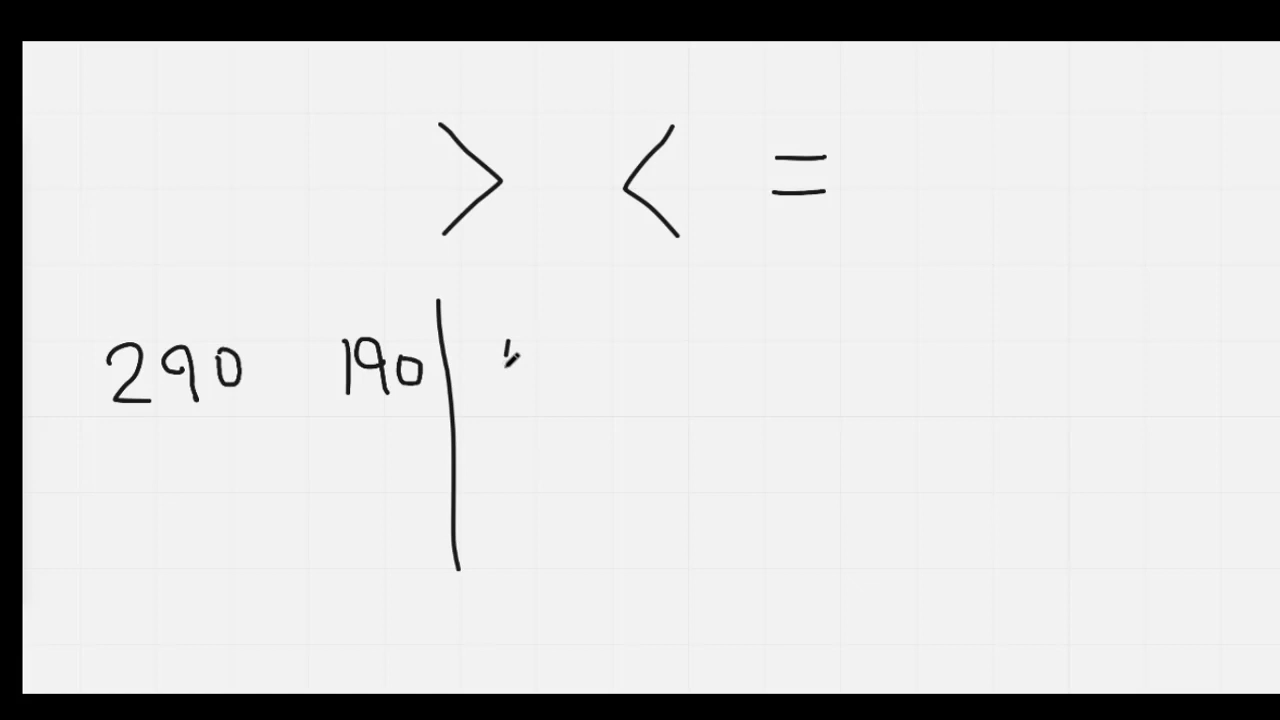 > < =
290 190